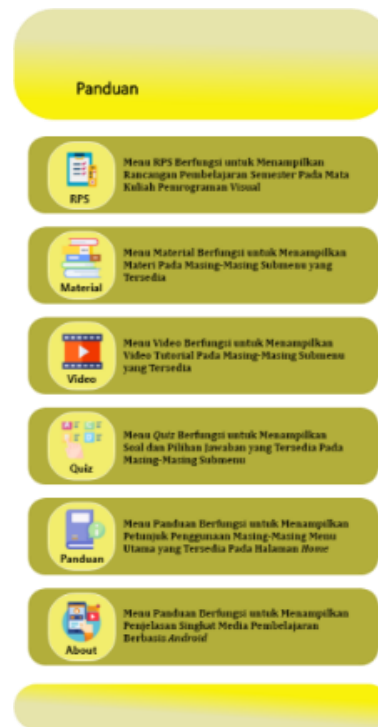 Panduan
Menu RPS Berfungsi untuk Menampilkan
Rancangan Pembelajaran Semester Pada Mata
Kuliah Pemrograman Visual
RPS
Menu Material Berfungsi untuk Menampilkan
Materi Pada Masing-Masing Submenu yang
Tersedia
Material
Menu Video Berfungsi untuk Menampilkan
Video Tutorial Pada Masing-Masing Submenu
yang Tersedia
Video
Menu Quiz Berfungsi untuk Menampilkan
Soal dan Pilihan Jawaban yang Tersedia Pada
Masing-Masing Submenu
Quiz
Menu Panduan Berfungsi untuk Menampilkan
Petunjuk Penggunaan Masing-Masing Menu
Utama yang Tersedia Pada Halaman Home
Panduan
Menu Panduan Berfungsi untuk Menampilkan
Penjelasan Singkat Media Pembelajaran
Berbasis Android
About